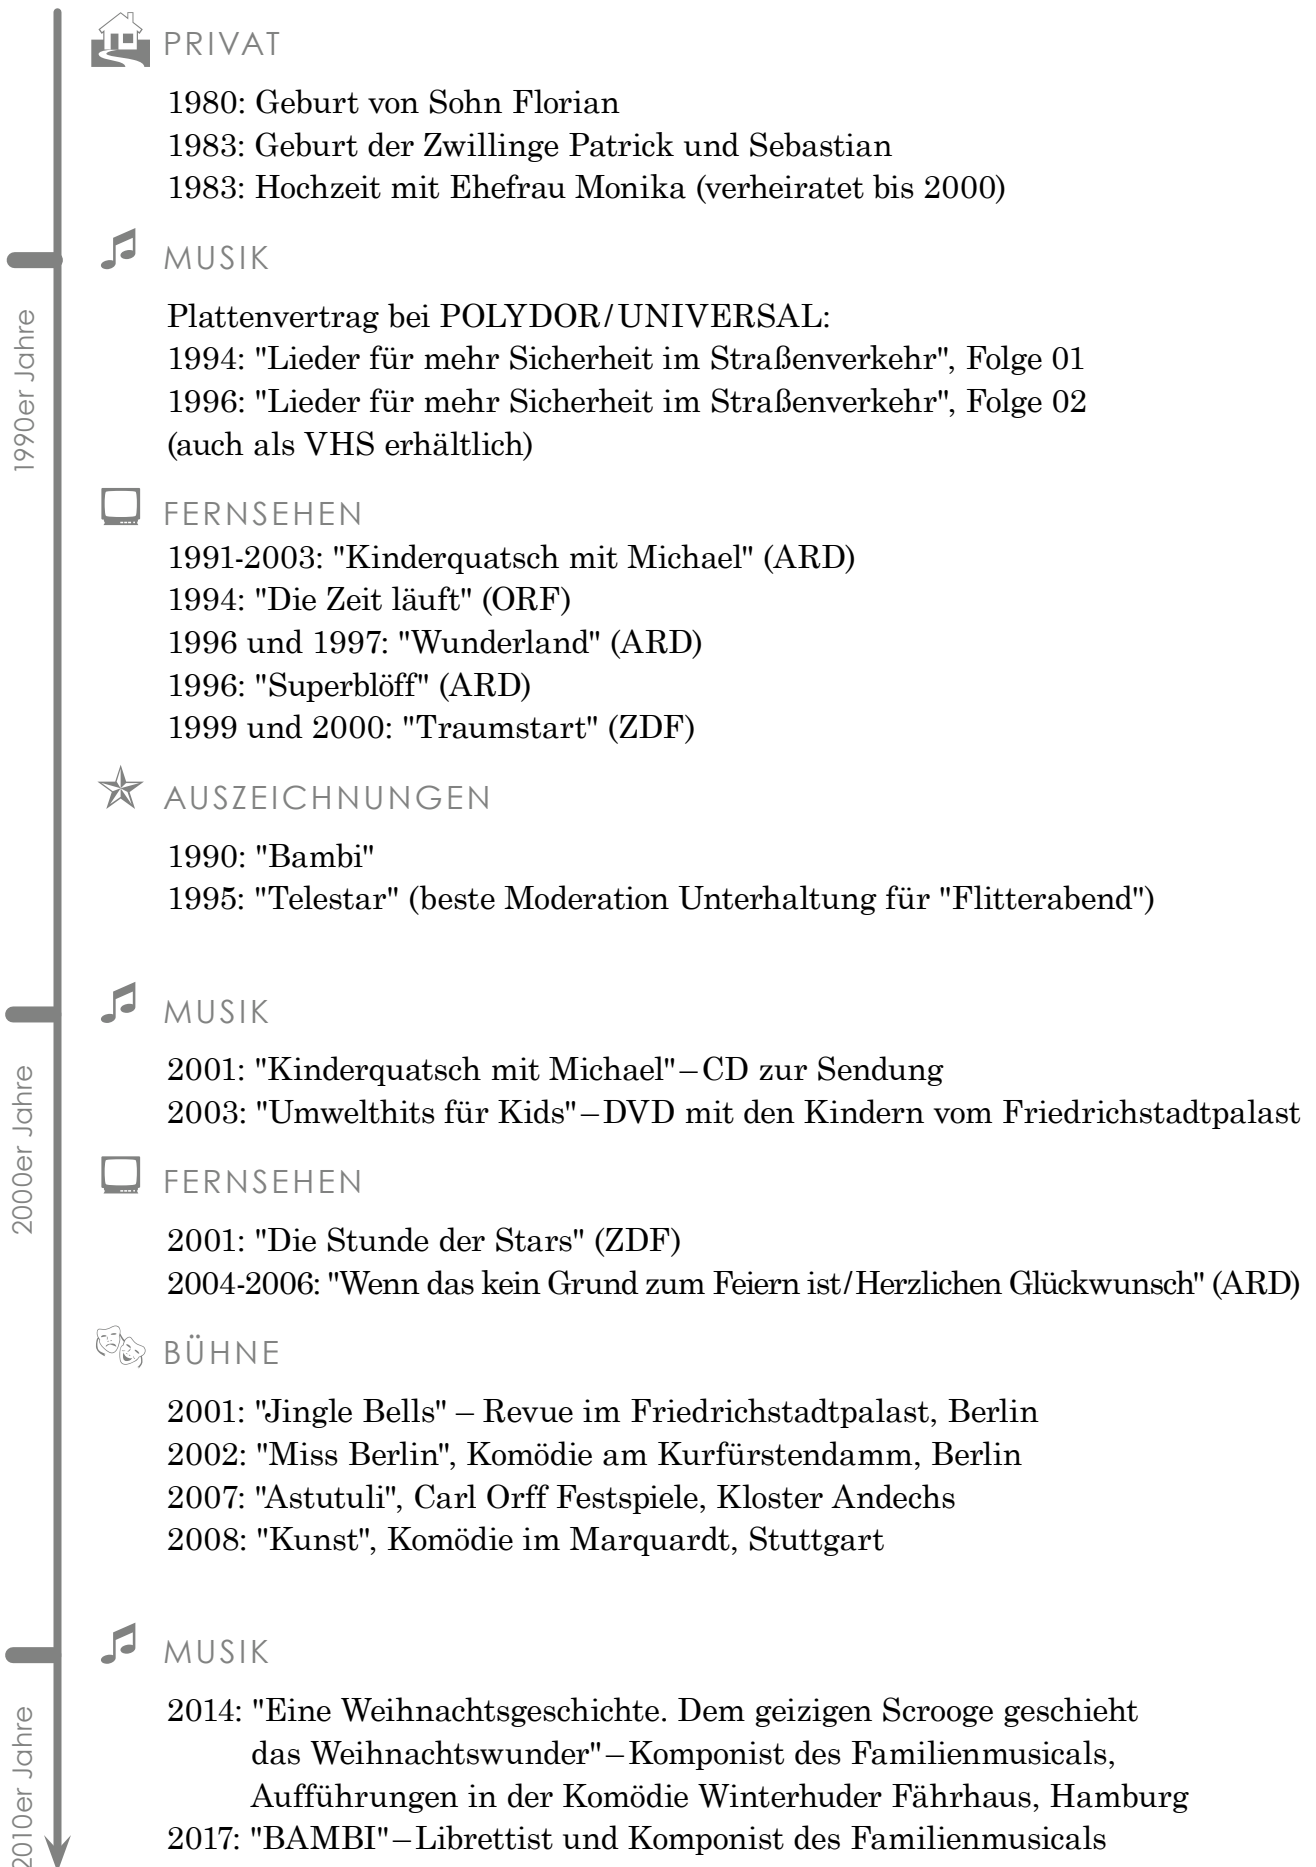 PRIVAT
1980: Geburt von Sohn Florian
1983: Geburt der Zwillinge Patrick und Sebastian
1983: Hochzeit mit Ehefrau Monika (verheiratet bis 2000)
MUSIK
Plattenvertrag bei POLYDOR/UNIVERSAL:
1994: "Lieder für mehr Sicherheit im Straßenverkehr", Folge 01
1996: "Lieder für mehr Sicherheit im Straßenverkehr", Folge 02
(auch als VHS erhältlich)
1990er Jahre
FERNSEHEN
1991-2003: "Kinderquatsch mit Michael" (ARD)
1994: "Die Zeit läuft" (ORF)
1996 und 1997: "Wunderland" (ARD)
1996: "Superblöff" (ARD)
1999 und 2000: "Traumstart" (ZDF)
AUSZEICHNUNGEN
1990: "Bambi"
1995: "Telestar" (beste Moderation Unterhaltung für "Flitterabend")
MUSIK
2001: "Kinderquatsch mit Michael"–CD zur Sendung
2003: "Umwelthits für Kids"–DVD mit den Kindern vom Friedrichstadtpalast
2000er Jahre
FERNSEHEN
2001: "Die Stunde der Stars" (ZDF)
2004-2006: "Wenn das kein Grund zum Feiern ist/Herzlichen Glückwunsch" (ARD)
BÜHNE
2001: "Jingle Bells" – Revue im Friedrichstadtpalast, Berlin
2002: "Miss Berlin", Komödie am Kurfürstendamm, Berlin
2007: "Astutuli", Carl Orff Festspiele, Kloster Andechs
2008: "Kunst", Komödie im Marquardt, Stuttgart
MUSIK
2014: "Eine Weihnachtsgeschichte. Dem geizigen Scrooge geschieht
das Weihnachtswunder"–Komponist des Familienmusicals,
Aufführungen in der Komödie Winterhuder Fährhaus, Hamburg
2017: "BAMBI"–Librettist und Komponist des Familienmusicals
2010er Jahre